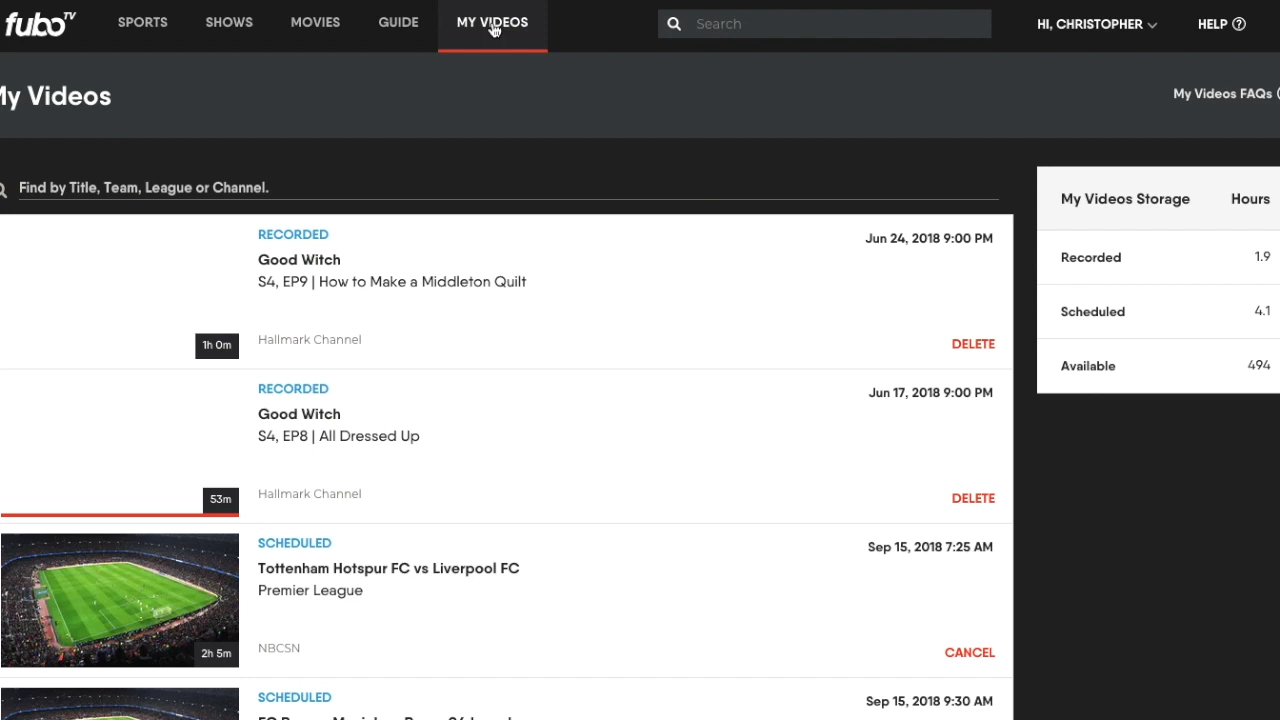 fuboTV SPORTS SHOWS MOVIES GUIDE MY VIDEOS Search HI, CHRISTOPHER HELP ?
My Videos
My Videos FAQs
Find by Title, Team, League or Channel.
RECORDED
Jun 24, 2018 9:00 PM
Good Witch
S4, EP9 | How to Make a Middleton Quilt
1h 0m
Hallmark Channel
DELETE
RECORDED
Jun 17, 2018 9:00 PM
Good Witch
S4, EP8 | All Dressed Up
53m
Hallmark Channel
DELETE
SCHEDULED
Sep 15, 2018 7:25 AM
Tottenham Hotspur FC vs Liverpool FC
Premier League
2h 5m
NBCSN
CANCEL
SCHEDULED
Sep 15, 2018 9:30 AM
My Videos Storage Hours
Recorded 1.9
Scheduled 4.1
Available 494